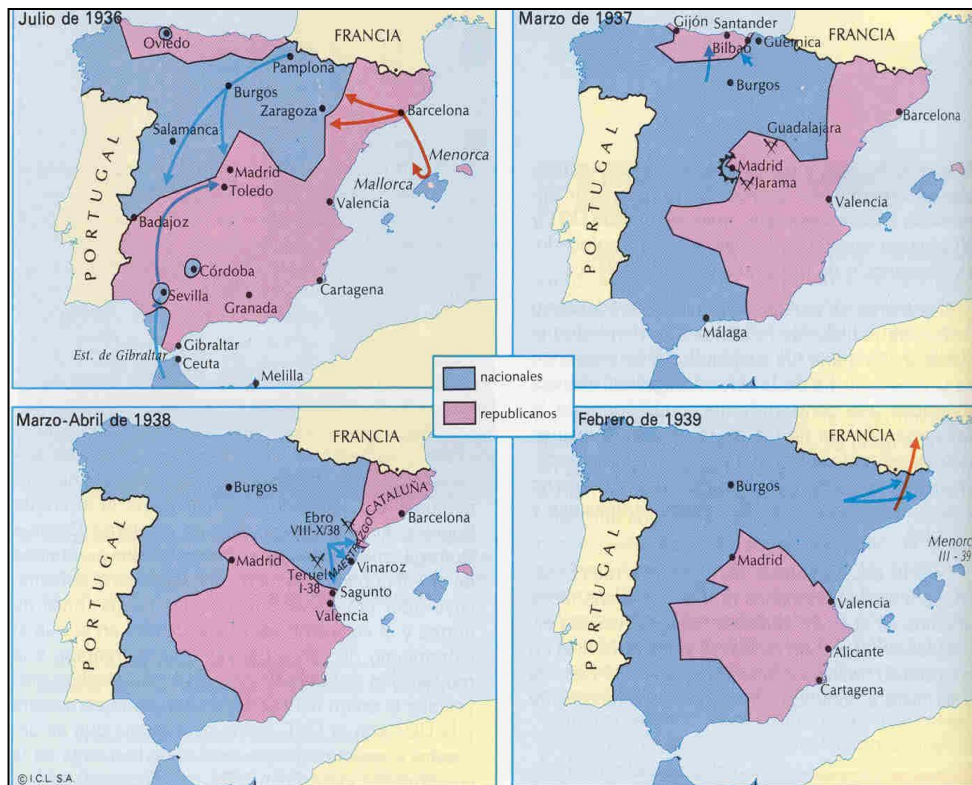 Julio de 1936
FRANCIA
Oviedo
Pamplona
Burgos
Zaragoza
Barcelona
Salamanca
Menorca
Madrid
Mallorca
Toledo
Valencia
Badajoz
PORTUGAL
Córdoba
Sevilla
Granada
Cartagena
Gibraltar
Est. de Gibraltar
Ceuta
Melilla
Marzo de 1937
Gijón
Santander
FRANCIA
Bilbao
Guernica
Burgos
Barcelona
Guadalajara
PORTUGAL
Madrid
Jarama
Valencia
Málaga
nacionales
republicanos
Marzo-Abril de 1938
FRANCIA
Burgos
CATALUÑA
Ebro
VIII-X/38
Barcelona
MAESTRAZGO
PORTUGAL
Madrid
Vinaroz
Teruel
I-38
Sagunto
Valencia
© I.C.L. S.A.
Febrero de 1939
FRANCIA
Burgos
Menorc
III - 39
PORTUGAL
Madrid
Valencia
Alicante
Cartagena